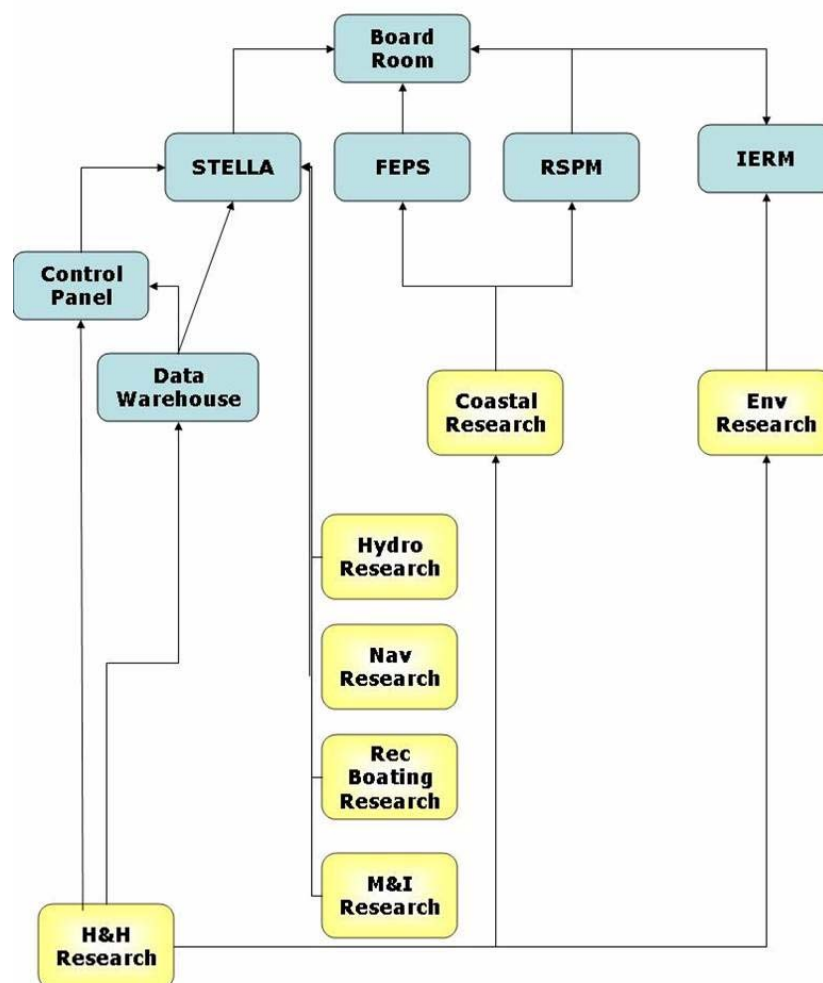 Board
Room
STELLA
FEPS
RSPM
IERM
Control
Panel
Data
Warehouse
Coastal
Research
Env
Research
Hydro
Research
Nav
Research
Rec
Boating
Research
M&I
Research
H&H
Research